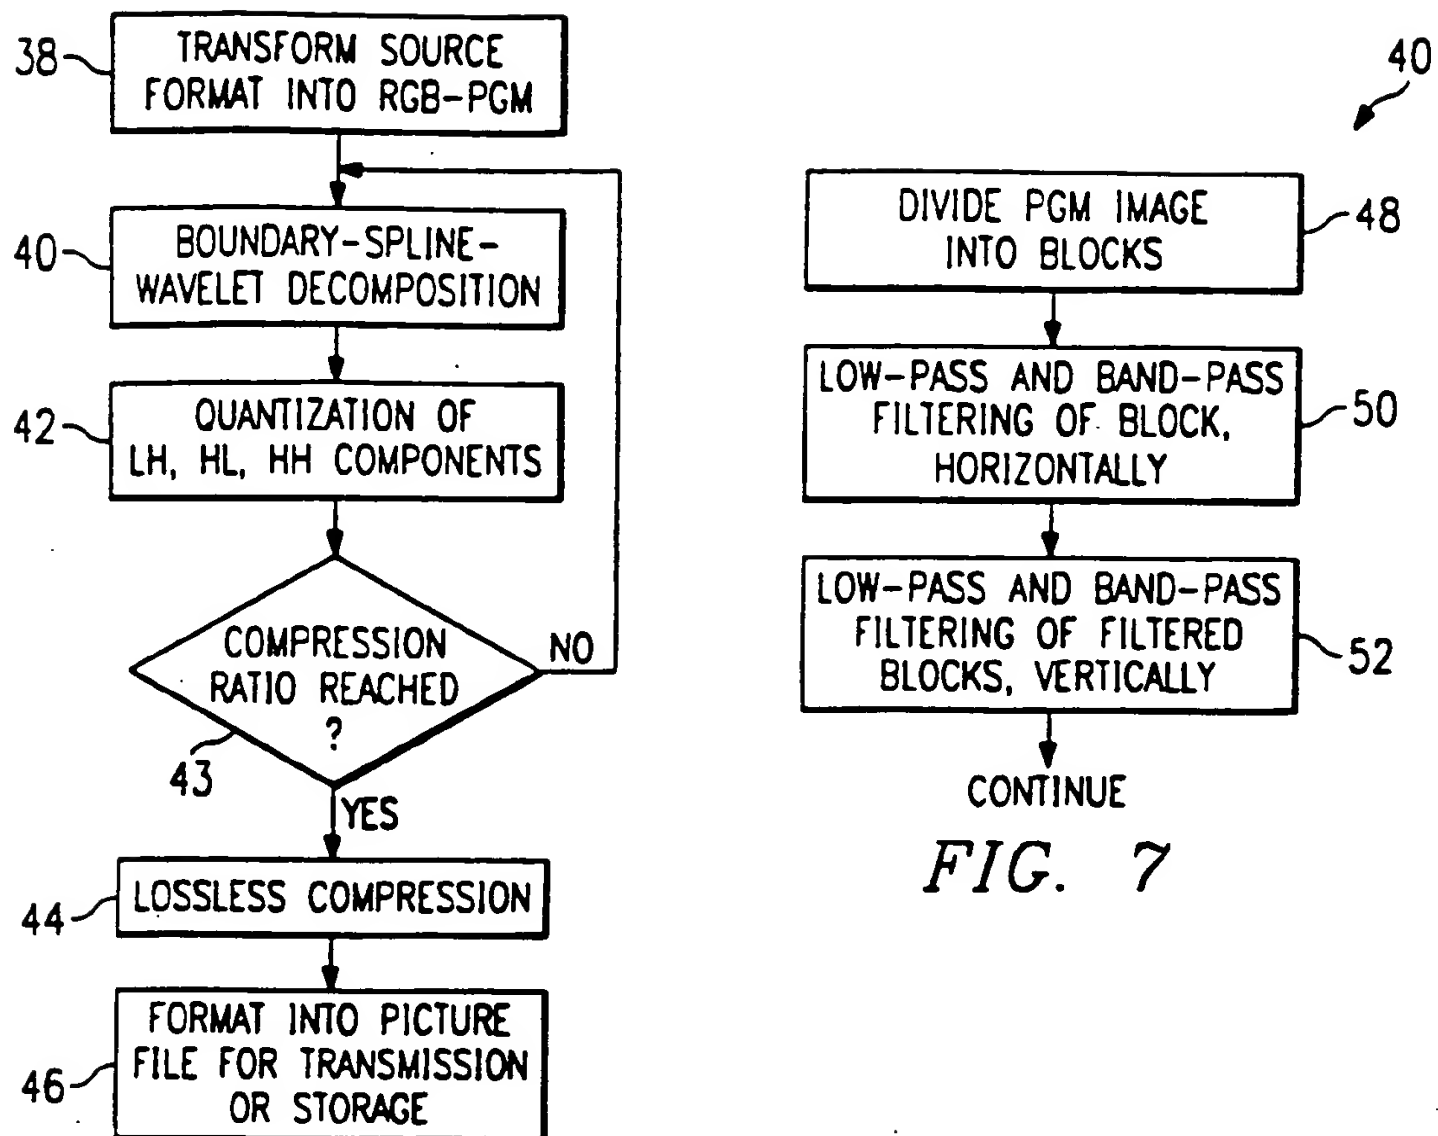 38
TRANSFORM SOURCE
FORMAT INTO RGB-PGM
40
BOUNDARY-SPLINE-
WAVELET DECOMPOSITION
42
QUANTIZATION OF
LH, HL, HH COMPONENTS
COMPRESSION
RATIO REACHED
?
NO
43
YES
44
LOSSLESS COMPRESSION
46
FORMAT INTO PICTURE
FILE FOR TRANSMISSION
OR STORAGE
40
DIVIDE PGM IMAGE
INTO BLOCKS
48
LOW-PASS AND BAND-PASS
FILTERING OF BLOCK,
HORIZONTALLY
50
LOW-PASS AND BAND-PASS
FILTERING OF FILTERED
BLOCKS, VERTICALLY
52
CONTINUE
FIG. 7